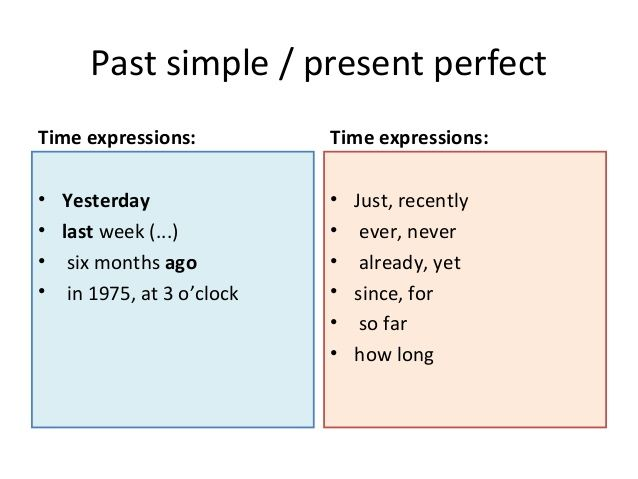 Past simple / present perfect
Time expressions:
• Yesterday
• last week (...)
• six months ago
• in 1975, at 3 o’clock
Time expressions:
• Just, recently
• ever, never
• already, yet
• since, for
• so far
• how long